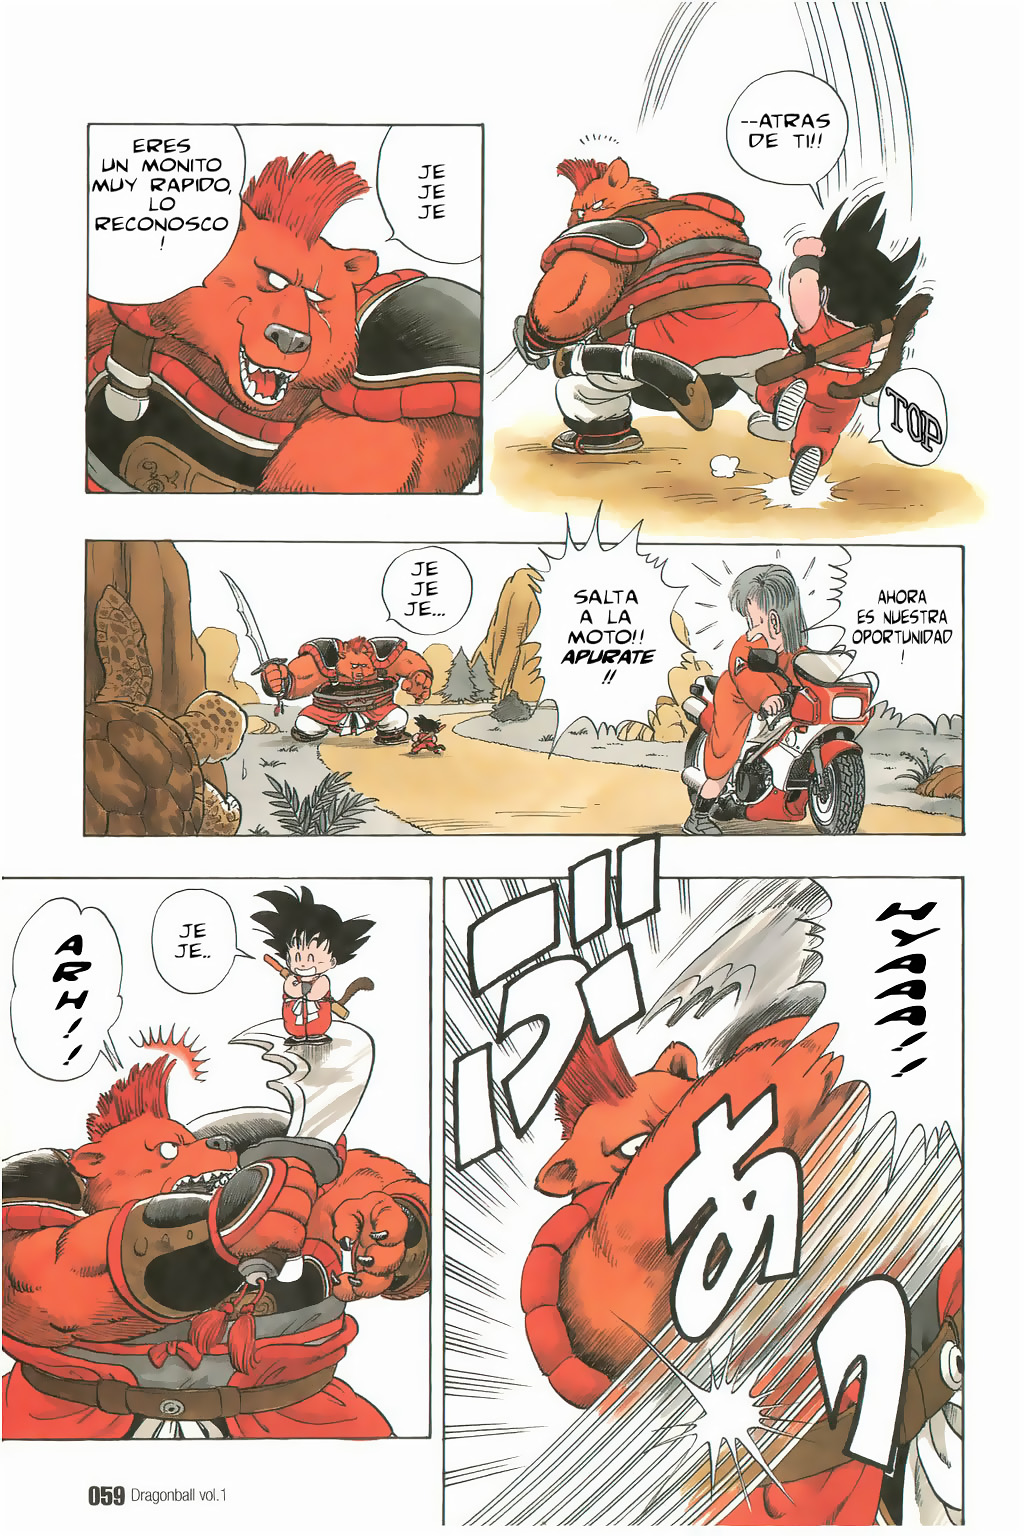 --ATRAS
DE TI!!
TOP
JE
JE
JE
ERES
UN MONITO
MUY RAPIDO,
LO
RECONOSCO
!
AHORA
ES NUESTRA
OPORTUNIDAD
!
SALTA
A LA
MOTO!!
APURATE
!!
JE
JE
JE...
HYAAA!!
ぶあっ
JE
JE..
ARH!!
059 Dragonball vol.1